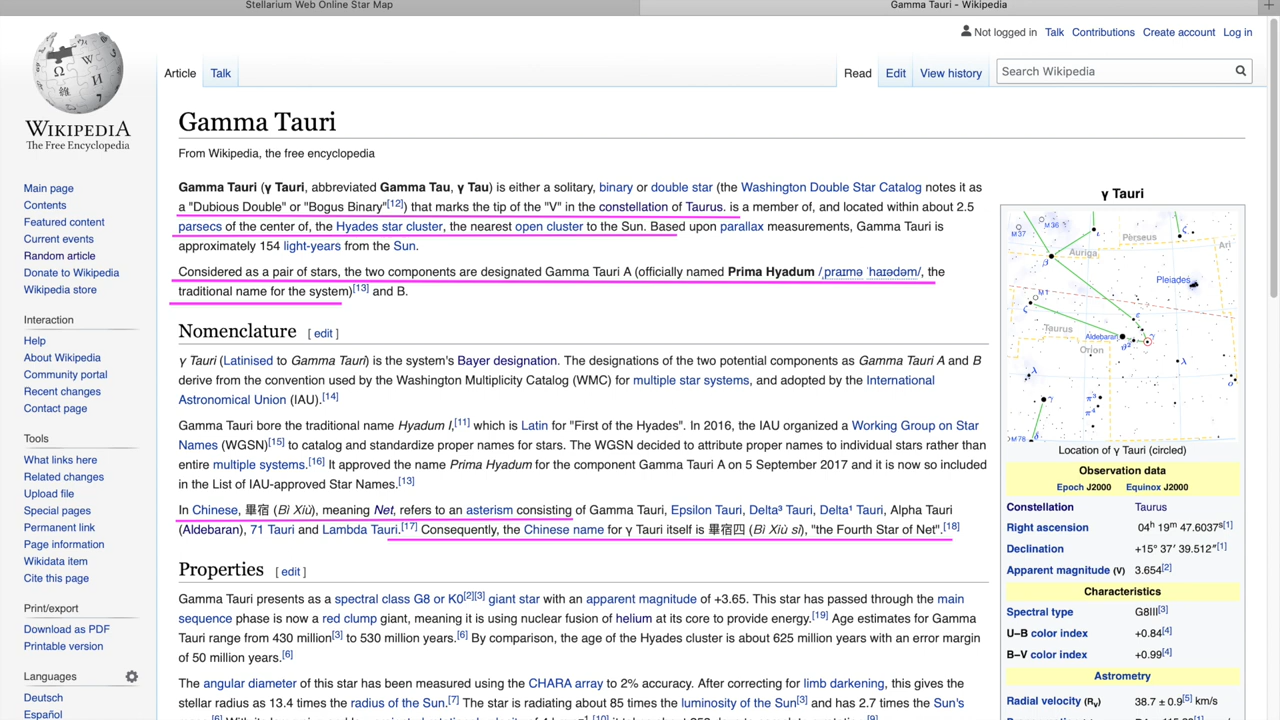 Stellarium Web Online Star Map
Gamma Tauri - Wikipedia
Not logged in Talk Contributions Create account Log in
Article Talk
Read Edit View history Search Wikipedia
WIKIPEDIA
The Free Encyclopedia
Main page
Contents
Featured content
Current events
Random article
Donate to Wikipedia
Wikipedia store
Interaction
Help
About Wikipedia
Community portal
Recent changes
Contact page
Tools
What links here
Related changes
Upload file
Special pages
Permanent link
Page information
Wikidata item
Cite this page
Print/export
Download as PDF
Printable version
Languages
Deutsch
Español
Gamma Tauri
From Wikipedia, the free encyclopedia
Gamma Tauri (γ Tauri, abbreviated Gamma Tau, γ Tau) is either a solitary, binary or double star (the Washington Double Star Catalog notes it as
a "Dubious Double" or "Bogus Binary"[12]) that marks the tip of the "V" in the constellation of Taurus. is a member of, and located within about 2.5
parsecs of the center of, the Hyades star cluster, the nearest open cluster to the Sun. Based upon parallax measurements, Gamma Tauri is
approximately 154 light-years from the Sun.
Considered as a pair of stars, the two components are designated Gamma Tauri A (officially named Prima Hyadum /ˌpraɪmə ˈhaɪədəm/, the
traditional name for the system)[13] and B.
Nomenclature [ edit ]
γ Tauri (Latinised to Gamma Tauri) is the system's Bayer designation. The designations of the two potential components as Gamma Tauri A and B
derive from the convention used by the Washington Multiplicity Catalog (WMC) for multiple star systems, and adopted by the International
Astronomical Union (IAU).[14]
Gamma Tauri bore the traditional name Hyadum I,[11] which is Latin for "First of the Hyades". In 2016, the IAU organized a Working Group on Star
Names (WGSN)[15] to catalog and standardize proper names for stars. The WGSN decided to attribute proper names to individual stars rather than
entire multiple systems.[16] It approved the name Prima Hyadum for the component Gamma Tauri A on 5 September 2017 and it is now so included
in the List of IAU-approved Star Names.[13]
In Chinese, 畢宿 (Bì Xiù), meaning Net, refers to an asterism consisting of Gamma Tauri, Epsilon Tauri, Delta³ Tauri, Delta¹ Tauri, Alpha Tauri
(Aldebaran), 71 Tauri and Lambda Tauri.[17] Consequently, the Chinese name for γ Tauri itself is 畢宿四 (Bì Xiù sì), "the Fourth Star of Net".[18]
Properties [ edit ]
Gamma Tauri presents as a spectral class G8 or K0[2][3] giant star with an apparent magnitude of +3.65. This star has passed through the main
sequence phase is now a red clump giant, meaning it is using nuclear fusion of helium at its core to provide energy.[19] Age estimates for Gamma
Tauri range from 430 million[3] to 530 million years.[6] By comparison, the age of the Hyades cluster is about 625 million years with an error margin
of 50 million years.[6]
The angular diameter of this star has been measured using the CHARA array to 2% accuracy. After correcting for limb darkening, this gives the
stellar radius as 13.4 times the radius of the Sun.[7] The star is radiating about 85 times the luminosity of the Sun[3] and has 2.7 times the Sun's
γ Tauri
M37
M36
Perseus
Ari
Auriga
β
ι
ζ
Pleiades
M1
ζ
ε
Taurus
Aldebaran
γ
Orion
λ
λ
ο
γ
π³
π⁴
M78
Location of γ Tauri (circled)
Observation data
Epoch J2000 Equinox J2000
Constellation Taurus
Right ascension 04h 19m 47.6037s[1]
Declination +15° 37′ 39.512″[1]
Apparent magnitude (V) 3.654[2]
Characteristics
Spectral type G8III[3]
U−B color index +0.84[4]
B−V color index +0.99[4]
Astrometry
Radial velocity (Rv) 38.7 ± 0.9[5] km/s